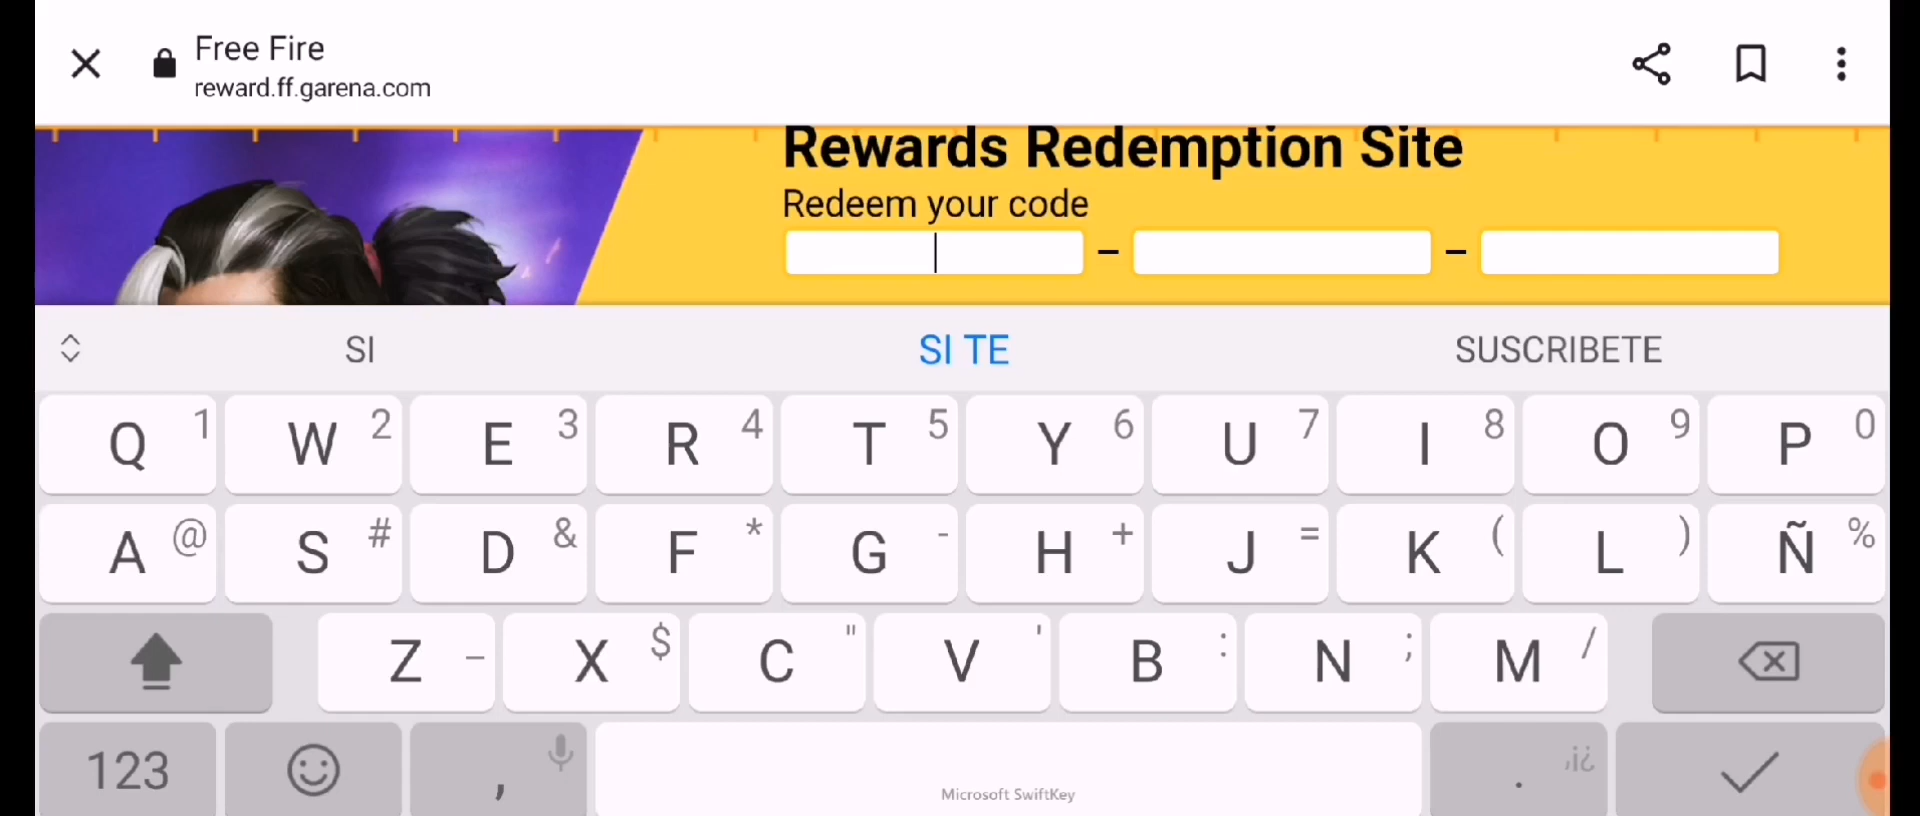 Free Fire
reward.ff.garena.com
Rewards Redemption Site
Redeem your code
– –
SI SI TE SUSCRIBETE
Q 1 W 2 E 3 R 4 T 5 Y 6 U 7 I 8 O 9 P 0
A @ S # D & F * G - H + J = K ( L ) Ñ %
Z _ X $ C " V ' B : N ; M /
123 , . ,¡¿
Microsoft SwiftKey